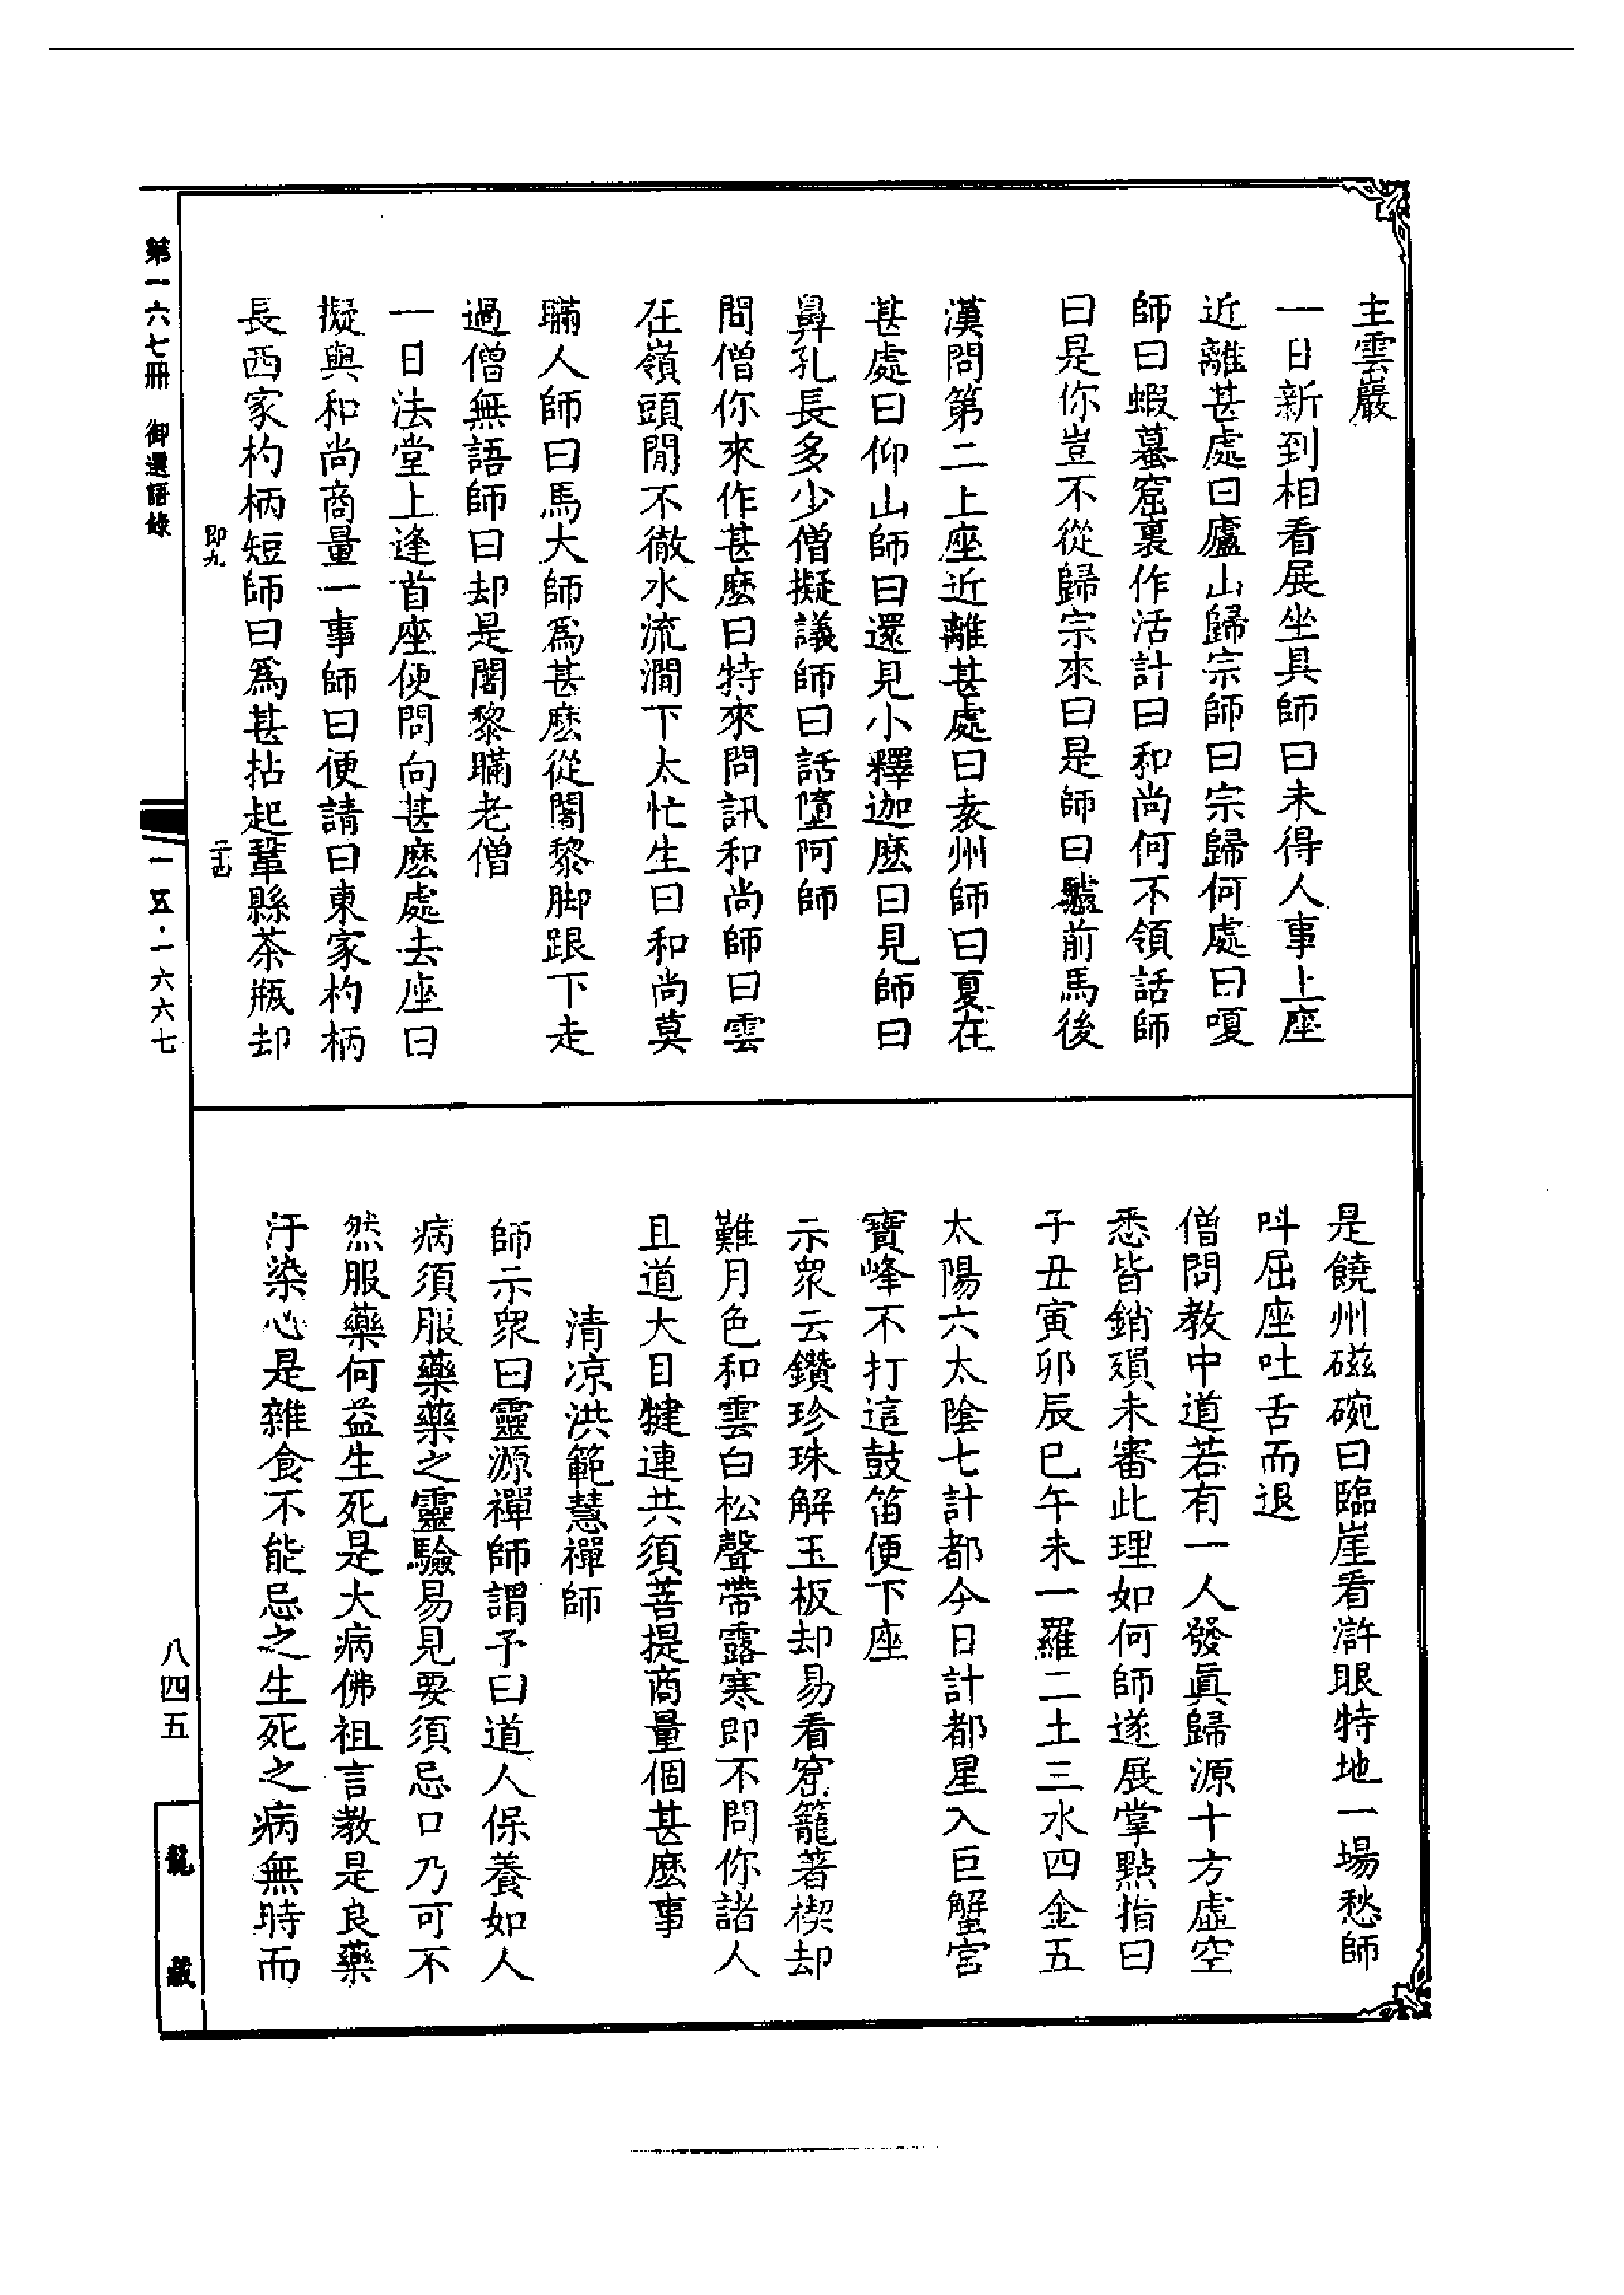 主雲巖
一日新到相看展坐具師曰未得人事上座
近離甚處曰廬山歸宗師曰宗歸何處曰嗄
師曰蝦蟇窟裏作活計曰和尚何不領話師
曰是你豈不從歸宗來曰是師曰驢前馬後
漢問第二上座近離甚處曰袁州師曰夏在
甚處曰仰山師曰還見小釋迦麼曰見師曰
鼻孔長多少僧擬議師曰話墮阿師
問僧你來作甚麼曰特來問訊和尚師曰雲
在嶺頭閒不徹水流澗下太忙生曰和尚莫
瞞人師曰馬大師爲甚麼從闍黎脚跟下走
過僧無語師曰却是闍黎瞞老僧
一日法堂上逢首座便問向甚麼處去座曰
擬與和尚商量一事師曰便請曰東家杓柄
長西家杓柄短師曰爲甚拈起鞏縣茶瓶却
即九
二十四
第一六七冊
御選語錄
一五·一六六七
是饒州磁碗曰臨崖看滸眼特地一場愁師
呌屈座吐舌而退
僧問教中道若有一人發眞歸源十方虛空
悉皆銷殞未審此理如何師遂展掌點指曰
子丑寅卯辰巳午未一羅二土三水四金五
太陽六太陰七計都今日計都星入巨蟹宮
寶峰不打這鼓笛便下座
示衆云鑽珍珠解玉板却易看窮籠著楔却
難月色和雲白松聲帶露寒即不問你諸人
且道大目犍連共須菩提商量個甚麼事
清凉洪範慧禪師
師示衆曰靈源禪師謂予曰道人保養如人
病須服藥藥之靈驗易見要須忌口乃可不
然服藥何益生死是大病佛祖言教是良藥
汙染心是雜食不能忌之生死之病無時而
八四五
龍藏